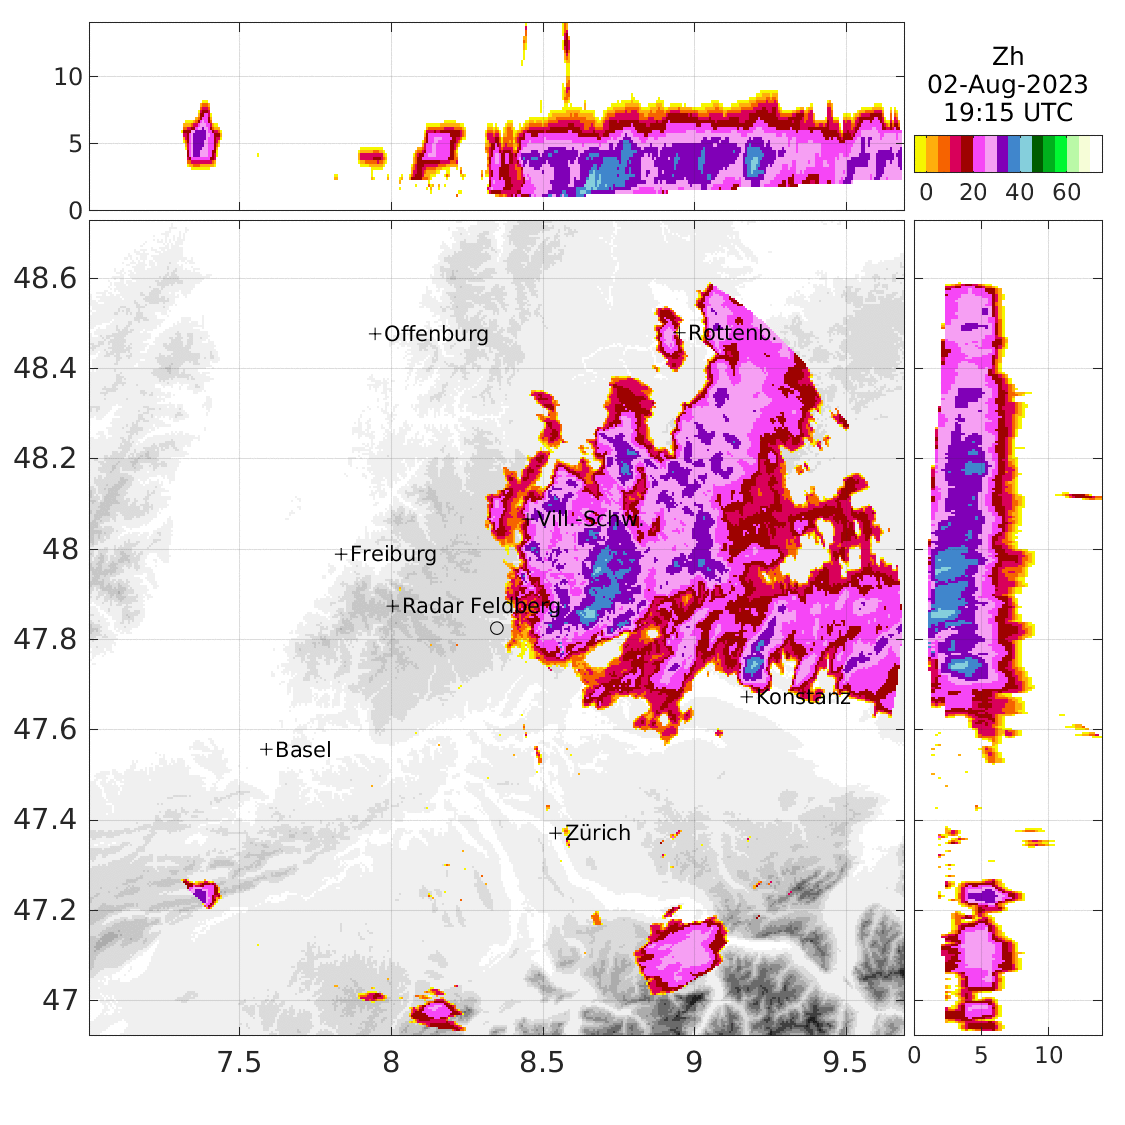 10
5
0
Zh
02-Aug-2023
19:15 UTC
0 20 40 60
48.6
48.4
48.2
48
47.8
47.6
47.4
47.2
47
Offenburg
Rottenb.
Vill.-Schw.
Freiburg
Radar Feldberg
Konstanz
Basel
Zürich
7.5 8 8.5 9 9.5
0 5 10